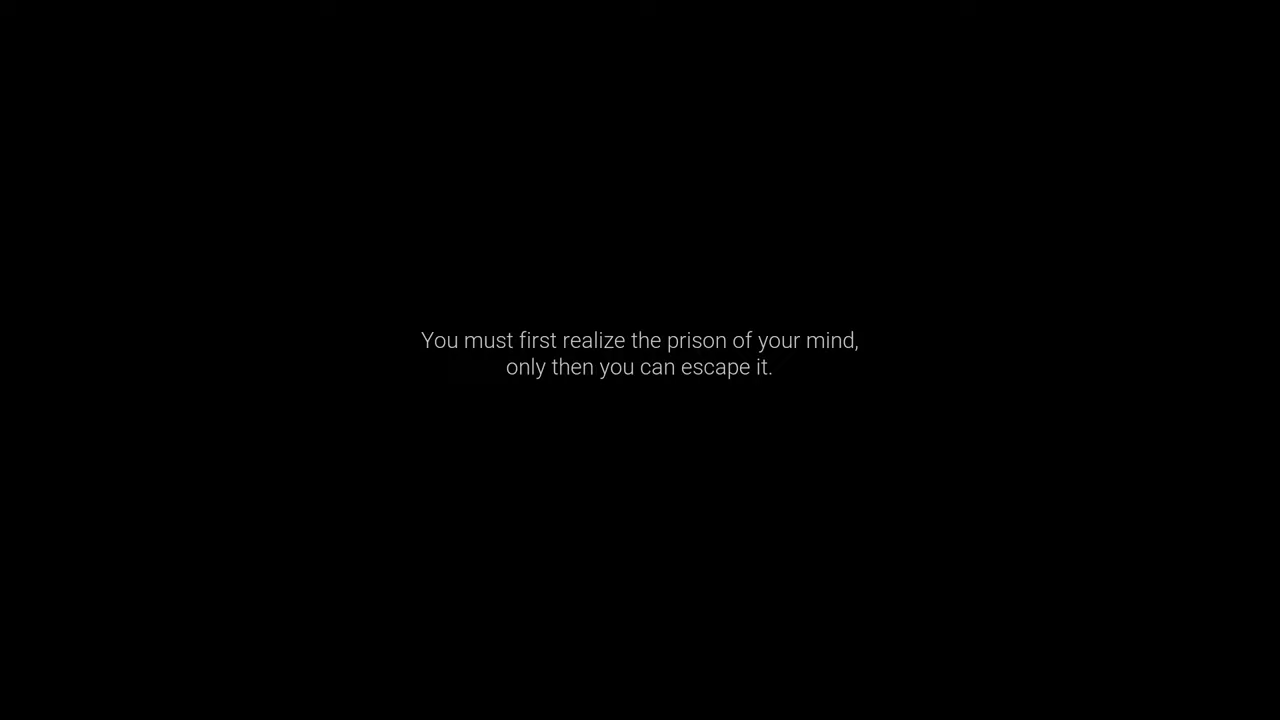 You must first realize the prison of your mind,
only then you can escape it.